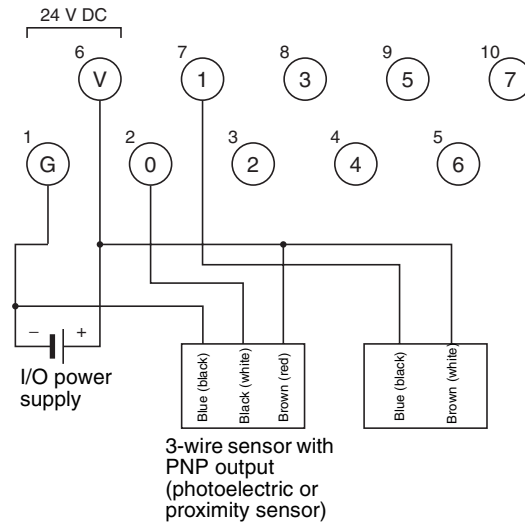 24 V DC
6 7 8 9 10
V 1 3 5 7
1 2 3 4 5
G 0 2 4 6
− +
I/O power
supply
Blue (black)
Black (white)
Brown (red)
Blue (black)
Brown (white)
3-wire sensor with
PNP output
(photoelectric or
proximity sensor)